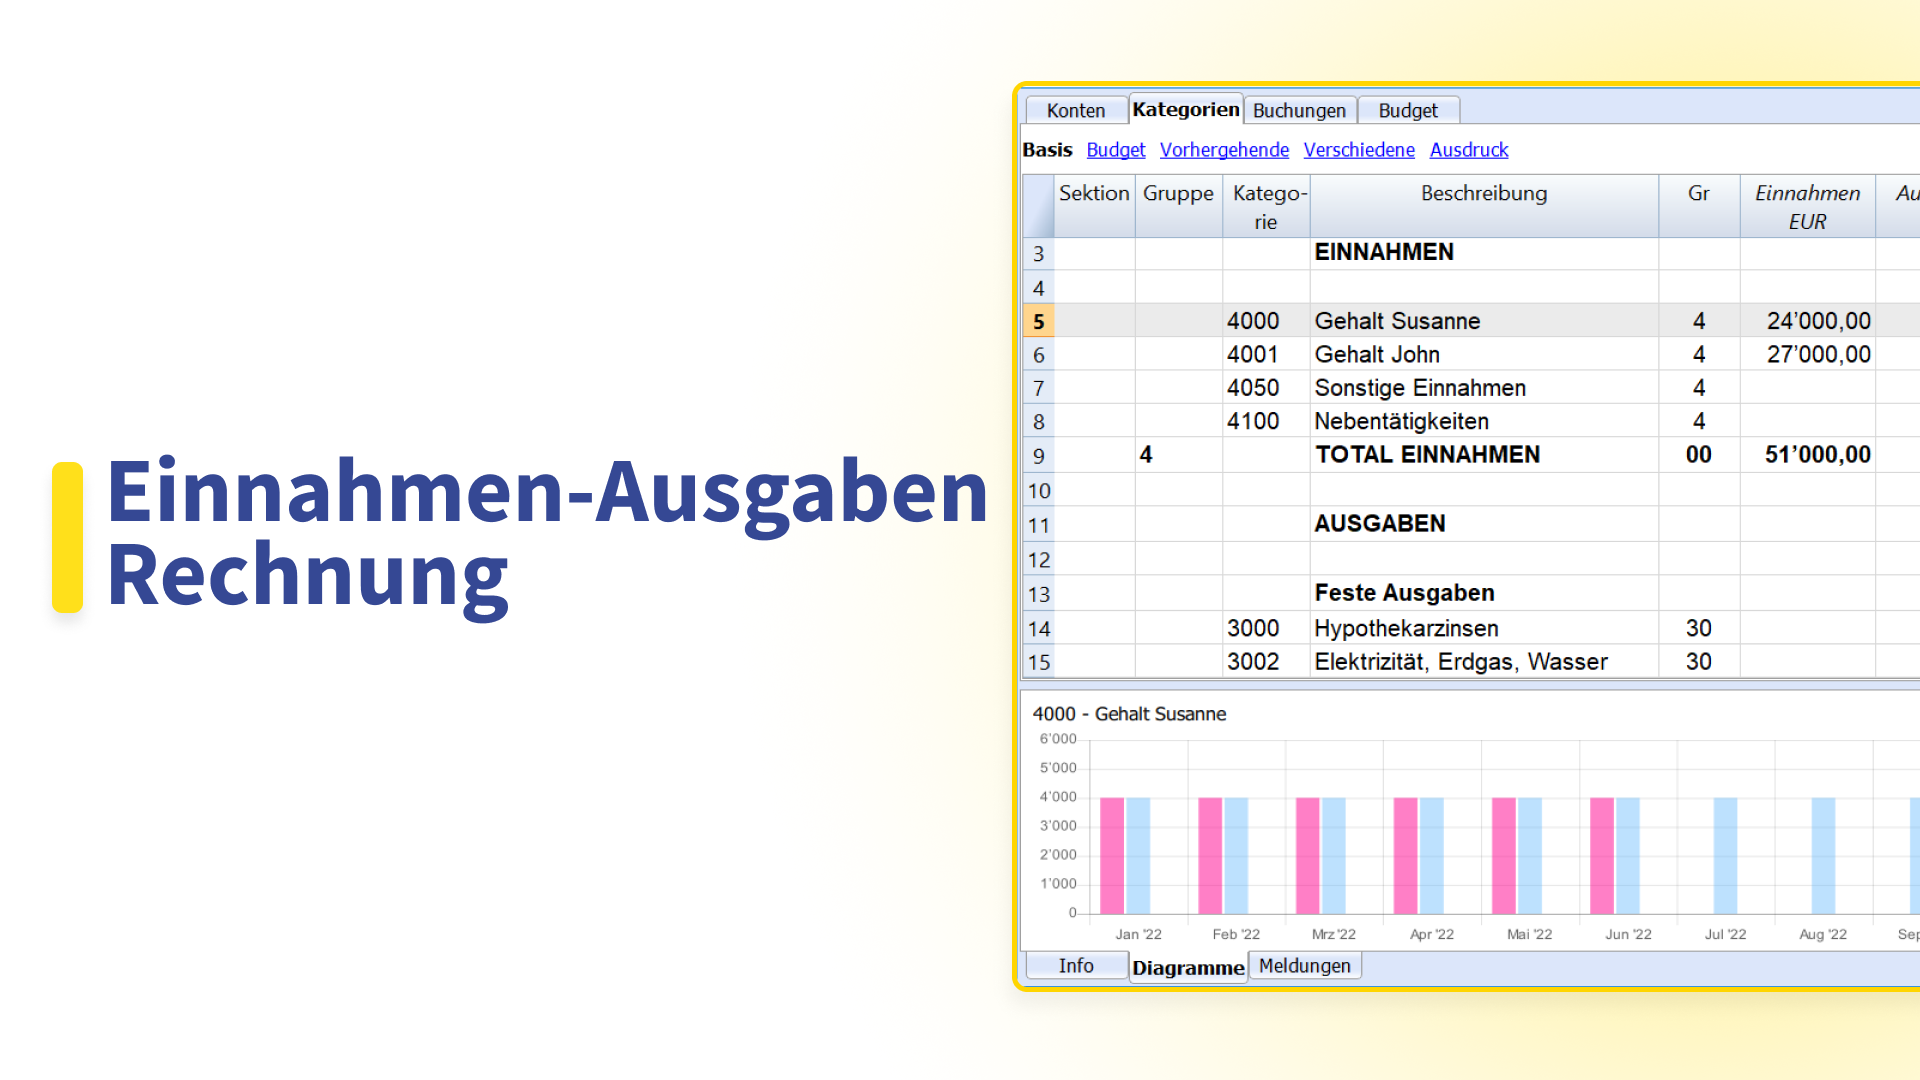 Einnahmen-Ausgaben
Rechnung
Konten Kategorien Buchungen Budget
Basis Budget Vorhergehende Verschiedene Ausdruck
Sektion Gruppe Katego- Beschreibung Gr Einnahmen Au
rie EUR
3 EINNAHMEN
4
5 4000 Gehalt Susanne 4 24’000,00
6 4001 Gehalt John 4 27’000,00
7 4050 Sonstige Einnahmen 4
8 4100 Nebentätigkeiten 4
9 4 TOTAL EINNAHMEN 00 51’000,00
10
11 AUSGABEN
12
13 Feste Ausgaben
14 3000 Hypothekarzinsen 30
15 3002 Elektrizität, Erdgas, Wasser 30
4000 - Gehalt Susanne
6'000
5'000
4'000
3'000
2'000
1'000
0
Jan '22 Feb '22 Mrz '22 Apr '22 Mai '22 Jun '22 Jul '22 Aug '22 Sep
Info Diagramme Meldungen